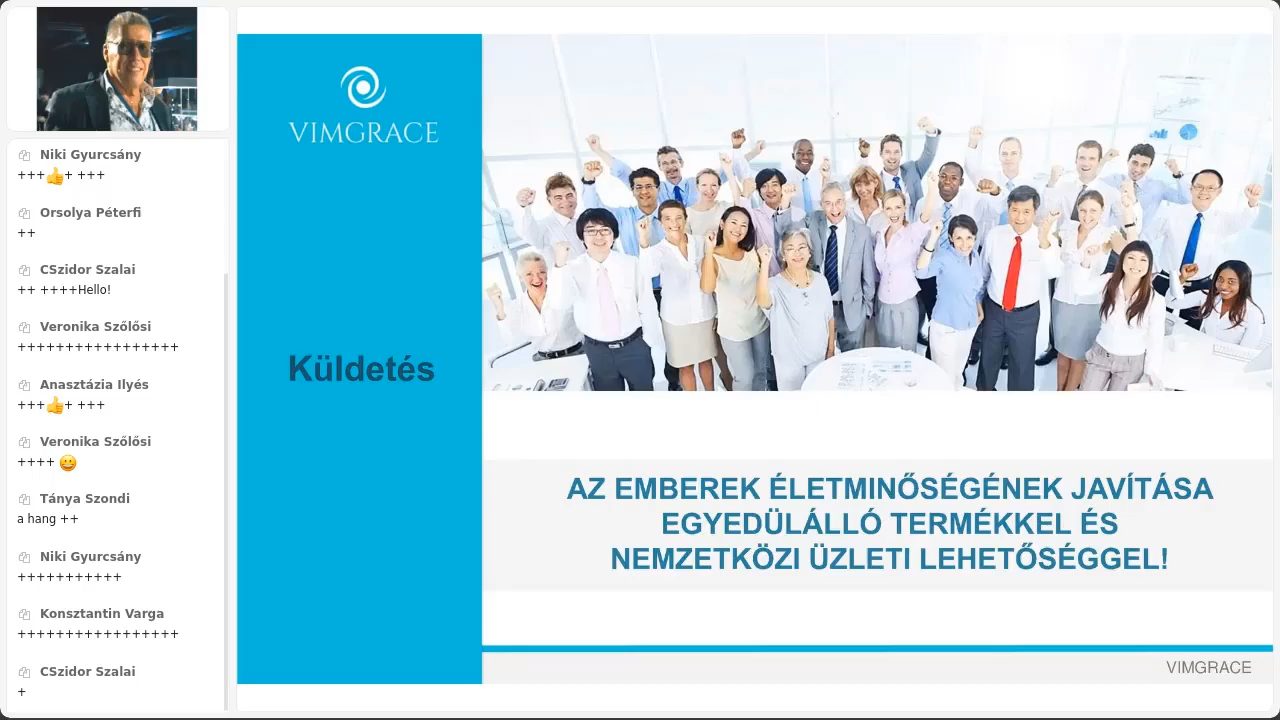 Niki Gyurcsány
+++👍+ +++
Orsolya Péterfi
++
CSzidor Szalai
++ ++++Hello!
Veronika Szőlősi
+++++++++++++++++
Anasztázia Ilyés
+++👍+ +++
Veronika Szőlősi
++++ 😀
Tánya Szondi
a hang ++
Niki Gyurcsány
+++++++++++
Konsztantin Varga
+++++++++++++++++
CSzidor Szalai
+
VIMGRACE
Küldetés
AZ EMBEREK ÉLETMINŐSÉGÉNEK JAVÍTÁSA
EGYEDÜLÁLLÓ TERMÉKKEL ÉS
NEMZETKÖZI ÜZLETI LEHETŐSÉGGEL!
VIMGRACE